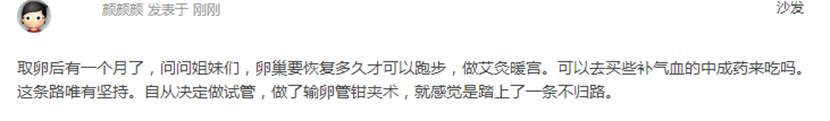 颜颜颜 发表于 刚刚
沙发
取卵后有一个月了，问问姐妹们，卵巢要恢复多久才可以跑步，做艾灸暖宫。可以去买些补气血的中成药来吃吗。
这条路唯有坚持。自从决定做试管，做了输卵管钳夹术，就感觉是踏上了一条不归路。